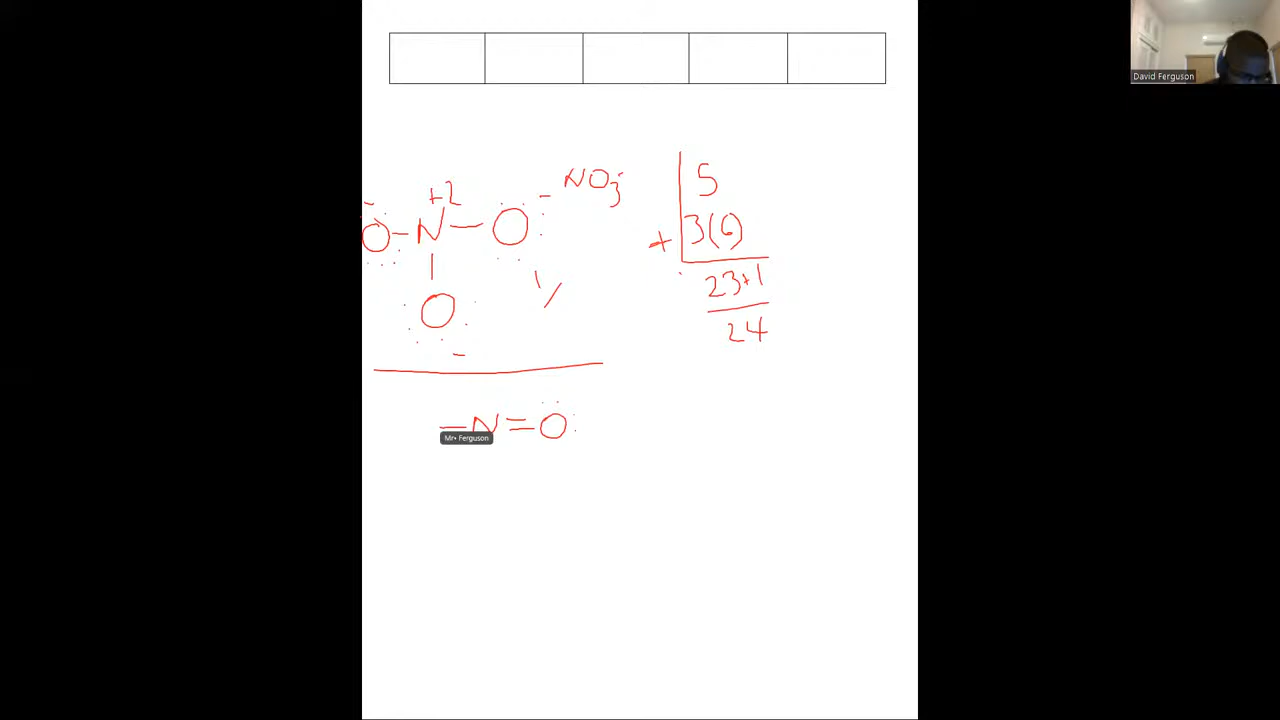 David Ferguson
NO3-
5
+ 3(6)
23+1
24
- +2 -
O-N-O
|
O
-
-N=O:
Mr• Ferguson